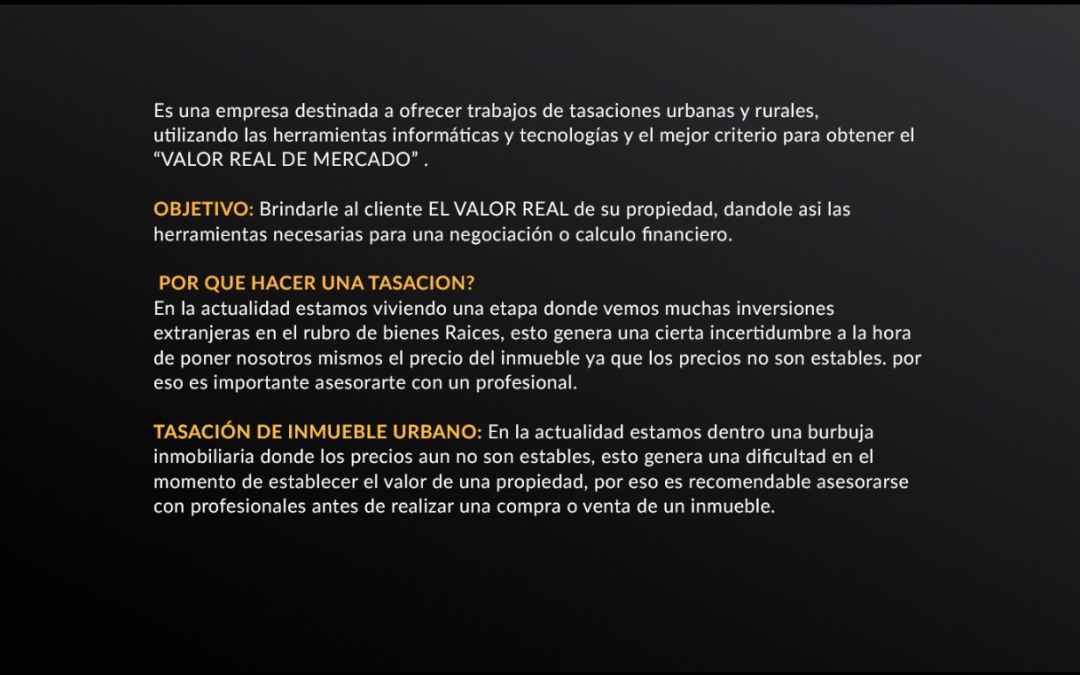 Es una empresa destinada a ofrecer trabajos de tasaciones urbanas y rurales,
utilizando las herramientas informáticas y tecnologías y el mejor criterio para obtener el
“VALOR REAL DE MERCADO” .
OBJETIVO: Brindarle al cliente EL VALOR REAL de su propiedad, dandole asi las
herramientas necesarias para una negociación o calculo financiero.
POR QUE HACER UNA TASACION?
En la actualidad estamos viviendo una etapa donde vemos muchas inversiones
extranjeras en el rubro de bienes Raices, esto genera una cierta incertidumbre a la hora
de poner nosotros mismos el precio del inmueble ya que los precios no son estables. por
eso es importante asesorarte con un profesional.
TASACIÓN DE INMUEBLE URBANO: En la actualidad estamos dentro una burbuja
inmobiliaria donde los precios aun no son estables, esto genera una dificultad en el
momento de establecer el valor de una propiedad, por eso es recomendable asesorarse
con profesionales antes de realizar una compra o venta de un inmueble.